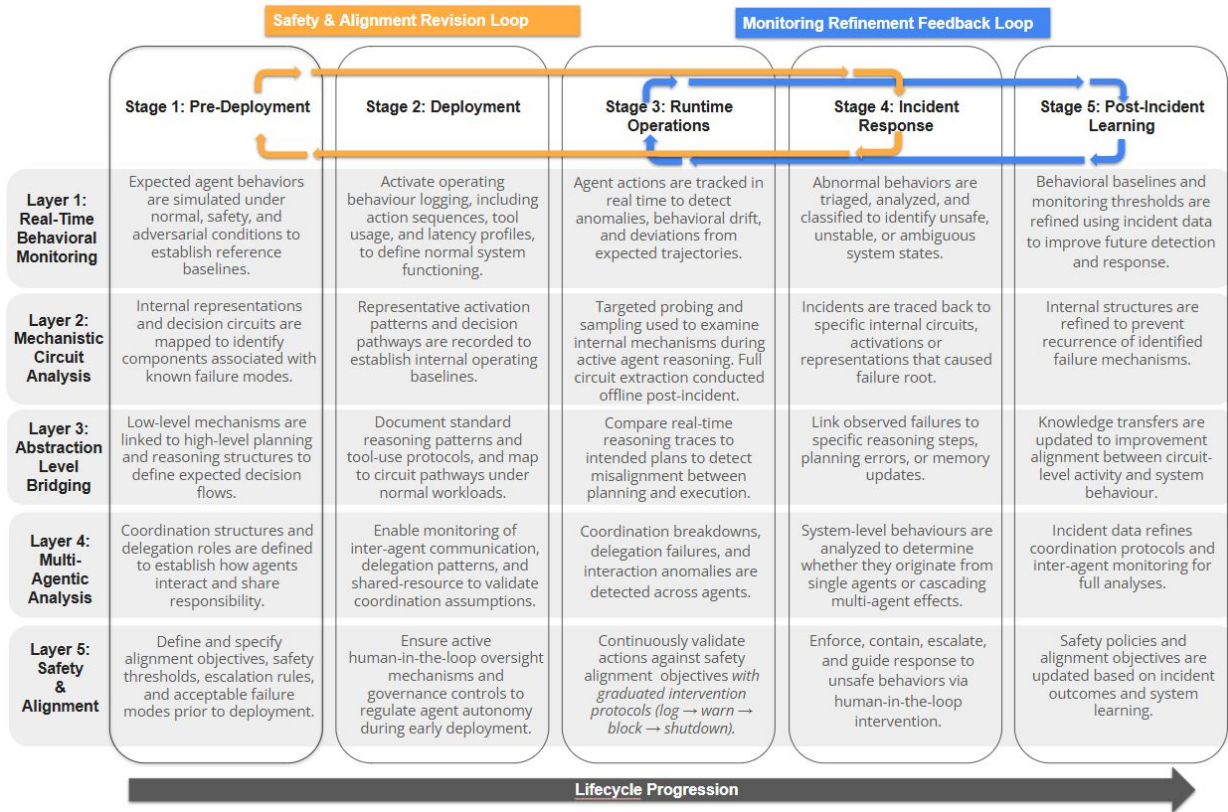 Safety & Alignment Revision Loop
Monitoring Refinement Feedback Loop
Stage 1: Pre-Deployment
Stage 2: Deployment
Stage 3: Runtime
Operations
Stage 4: Incident
Response
Stage 5: Post-Incident
Learning
Layer 1:
Real-Time
Behavioral
Monitoring
Expected agent behaviors
are simulated under
normal, safety, and
adversarial conditions to
establish reference
baselines.
Activate operating
behaviour logging, including
action sequences, tool
usage, and latency profiles,
to define normal system
functioning.
Agent actions are tracked in
real time to detect
anomalies, behavioral drift,
and deviations from
expected trajectories.
Abnormal behaviors are
triaged, analyzed, and
classified to identify unsafe,
unstable, or ambiguous
system states.
Behavioral baselines and
monitoring thresholds are
refined using incident data
to improve future detection
and response.
Layer 2:
Mechanistic
Circuit
Analysis
Internal representations
and decision circuits are
mapped to identify
components associated with
known failure modes.
Representative activation
patterns and decision
pathways are recorded to
establish internal operating
baselines.
Targeted probing and
sampling used to examine
internal mechanisms during
active agent reasoning. Full
circuit extraction conducted
offline post-incident.
Incidents are traced back to
specific internal circuits,
activations or
representations that caused
failure root.
Internal structures are
refined to prevent
recurrence of identified
failure mechanisms.
Layer 3:
Abstraction
Level
Bridging
Low-level mechanisms are
linked to high-level planning
and reasoning structures to
define expected decision
flows.
Document standard
reasoning patterns and
tool-use protocols, and map
to circuit pathways under
normal workloads.
Compare real-time
reasoning traces to
intended plans to detect
misalignment between
planning and execution.
Link observed failures to
specific reasoning steps,
planning errors, or memory
updates.
Knowledge transfers are
updated to improvement
alignment between circuit-
level activity and system
behaviour.
Layer 4:
Multi-
Agentic
Analysis
Coordination structures and
delegation roles are defined
to establish how agents
interact and share
responsibility.
Enable monitoring of
inter-agent communication,
delegation patterns, and
shared-resource to validate
coordination assumptions.
Coordination breakdowns,
delegation failures, and
interaction anomalies are
detected across agents.
System-level behaviours are
analyzed to determine
whether they originate from
single agents or cascading
multi-agent effects.
Incident data refines
coordination protocols and
inter-agent monitoring for
full analyses.
Layer 5:
Safety
&
Alignment
Define and specify
alignment objectives, safety
thresholds, escalation rules,
and acceptable failure
modes prior to deployment.
Ensure active
human-in-the-loop oversight
mechanisms and
governance controls to
regulate agent autonomy
during early deployment.
Continuously validate
actions against safety
alignment objectives with
graduated intervention
protocols (log → warn →
block → shutdown).
Enforce, contain, escalate,
and guide response to
unsafe behaviors via
human-in-the-loop
intervention.
Safety policies and
alignment objectives are
updated based on incident
outcomes and system
learning.
Lifecycle Progression